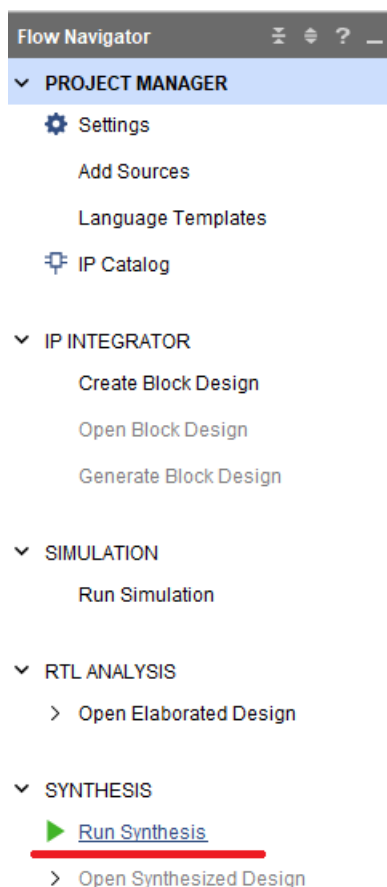 Flow Navigator ?
PROJECT MANAGER
Settings
Add Sources
Language Templates
IP Catalog
IP INTEGRATOR
Create Block Design
Open Block Design
Generate Block Design
SIMULATION
Run Simulation
RTL ANALYSIS
Open Elaborated Design
SYNTHESIS
Run Synthesis
Open Synthesized Design